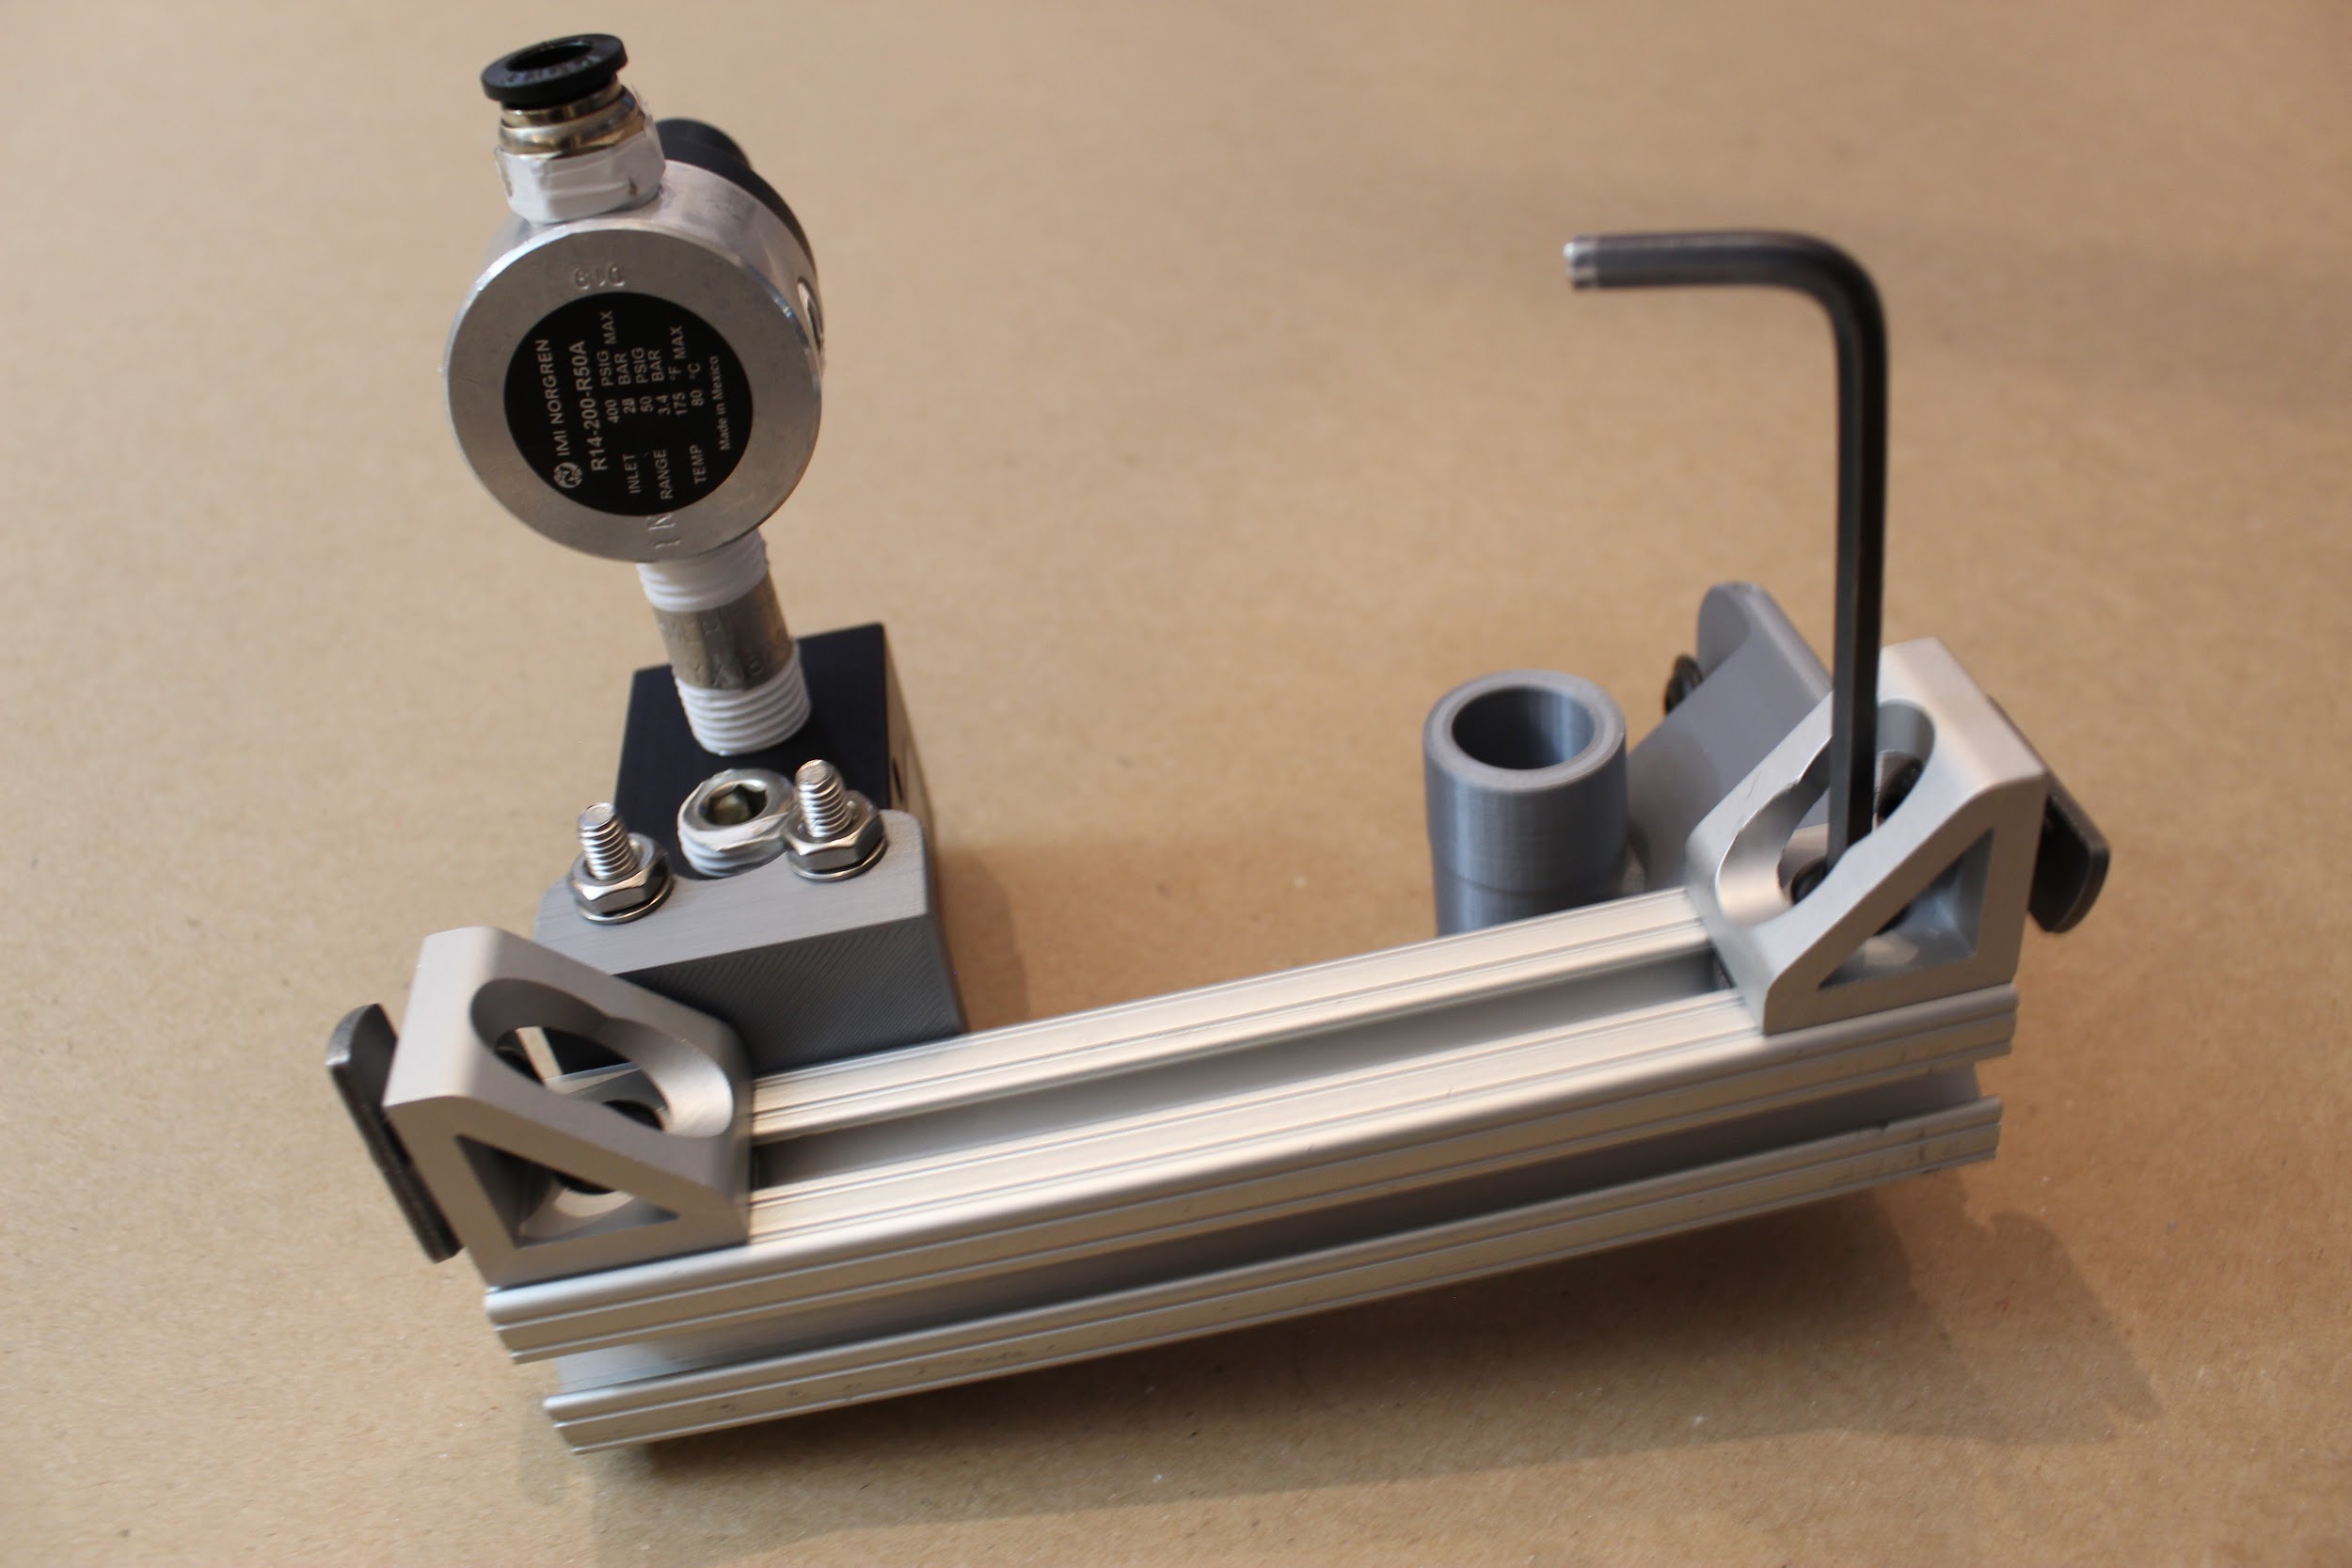 IMI NORGREN
R14-200-R50A
INLET 400 PSIG MAX
28 BAR
RANGE 50 PSIG
3.4 BAR
TEMP 175 °F MAX
80 °C
Made in Mexico
IN